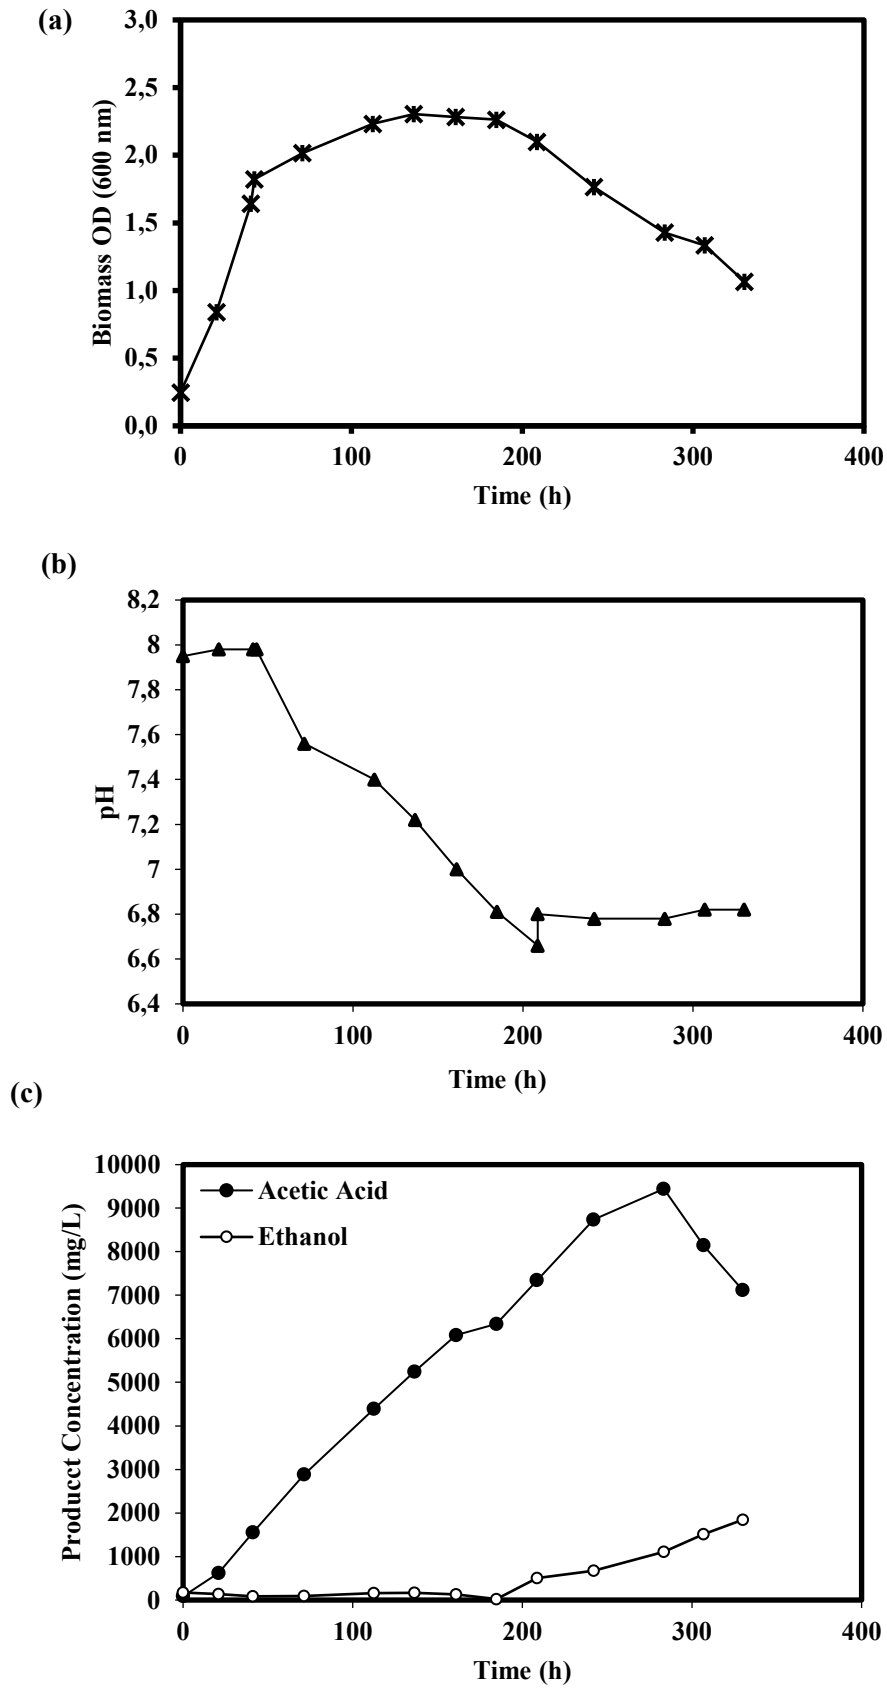 (a)
3,0
2,5
2,0
1,5
1,0
0,5
0,0
Biomass OD (600 nm)
0 100 200 300 400
Time (h)
(b)
8,2
8
7,8
7,6
7,4
7,2
7
6,8
6,6
6,4
pH
0 100 200 300 400
Time (h)
(c)
10000
9000
8000
7000
6000
5000
4000
3000
2000
1000
0
Producct Concentration (mg/L)
Acetic Acid
Ethanol
0 100 200 300 400
Time (h)